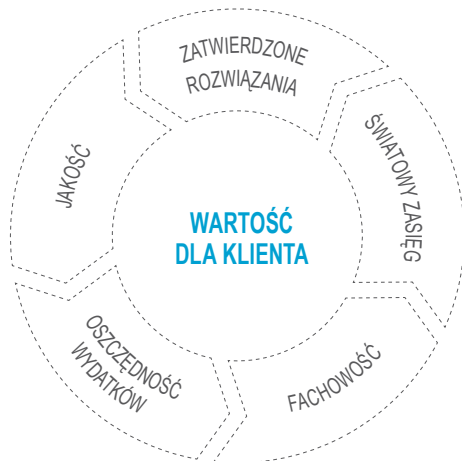 ZATWIERDZONE
ROZWIĄZANIA
ŚWIATOWY ZASIĘG
FACHOWOŚĆ
OSZCZĘDNOŚĆ
WYDATKÓW
JAKOŚĆ
WARTOŚĆ
DLA KLIENTA